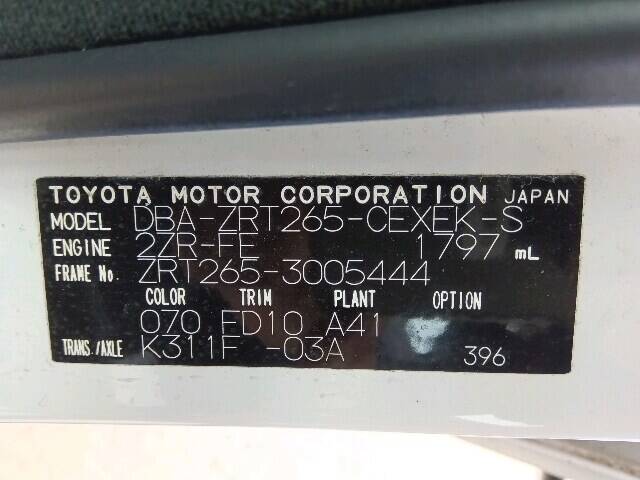 TOYOTA MOTOR CORPORATION JAPAN
MODEL DBA-ZRT265-CEXEK-S
ENGINE 2ZR-FE 1797 mL
FRAME No. ZRT265-3005444
COLOR TRIM PLANT OPTION
070 FD10 A41
TRANS./AXLE K311F -03A 396